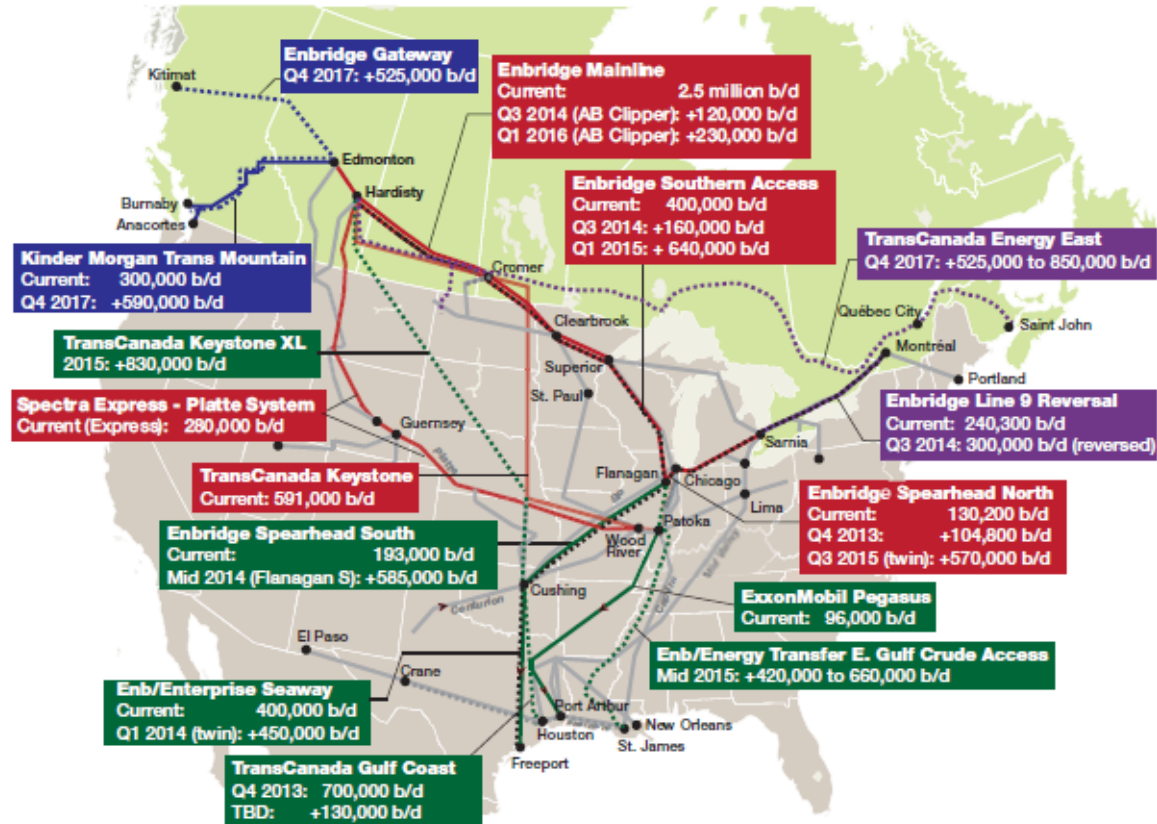 Enbridge Gateway
Q4 2017: +525,000 b/d
Kitimat
Enbridge Mainline
Current: 2.5 million b/d
Q3 2014 (AB Clipper): +120,000 b/d
Q1 2016 (AB Clipper): +230,000 b/d
Edmonton
Hardisty
Burnaby
Anacortes
Enbridge Southern Access
Current: 400,000 b/d
Q3 2014: +160,000 b/d
Q1 2015: + 640,000 b/d
TransCanada Energy East
Q4 2017: +525,000 to 850,000 b/d
Kinder Morgan Trans Mountain
Current: 300,000 b/d
Q4 2017: +590,000 b/d
Cromer
Clearbrook
Québec City
Saint John
Montréal
TransCanada Keystone XL
2015: +830,000 b/d
Superior
St. Paul
Portland
Spectra Express - Platte System
Current (Express): 280,000 b/d
Guernsey
Platte
Enbridge Line 9 Reversal
Current: 240,300 b/d
Q3 2014: 300,000 b/d (reversed)
Sarnia
TransCanada Keystone
Current: 591,000 b/d
Flanagan
Chicago
Lima
Enbridge Spearhead North
Current: 130,200 b/d
Q4 2013: +104,800 b/d
Q3 2015 (twin): +570,000 b/d
Enbridge Spearhead South
Current: 193,000 b/d
Mid 2014 (Flanagan S): +585,000 b/d
Wood
River
Patoka
Mid Valley
Cushing
Centurion
ExxonMobil Pegasus
Current: 96,000 b/d
El Paso
Crane
Enb/Energy Transfer E. Gulf Crude Access
Mid 2015: +420,000 to 660,000 b/d
Enb/Enterprise Seaway
Current: 400,000 b/d
Q1 2014 (twin): +450,000 b/d
Port Arthur
Houston
New Orleans
St. James
Freeport
TransCanada Gulf Coast
Q4 2013: 700,000 b/d
TBD: +130,000 b/d